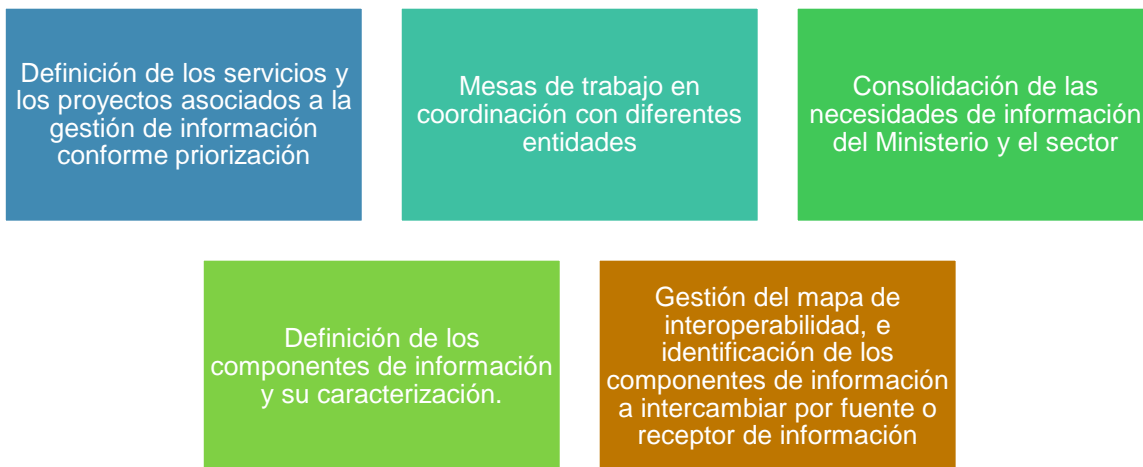 Definición de los servicios y
los proyectos asociados a la
gestión de información
conforme priorización
Mesas de trabajo en
coordinación con diferentes
entidades
Consolidación de las
necesidades de información
del Ministerio y el sector
Definición de los
componentes de información
y su caracterización.
Gestión del mapa de
interoperabilidad, e
identificación de los
componentes de información
a intercambiar por fuente o
receptor de información